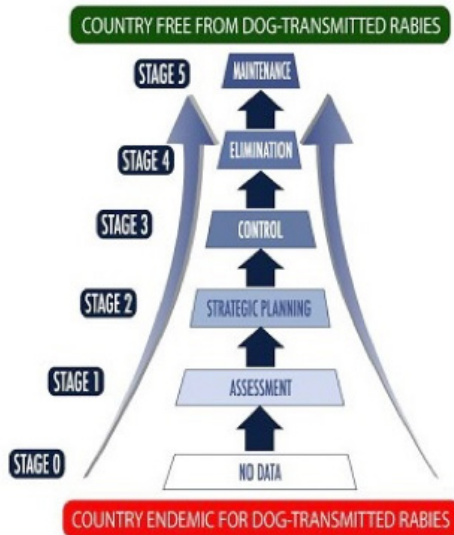 COUNTRY FREE FROM DOG-TRANSMITTED RABIES
STAGE 5
MAINTENANCE
STAGE 4
ELIMINATION
STAGE 3
CONTROL
STAGE 2
STRATEGIC PLANNING
STAGE 1
ASSESSMENT
STAGE 0
NO DATA
COUNTRY ENDEMIC FOR DOG-TRANSMITTED RABIES